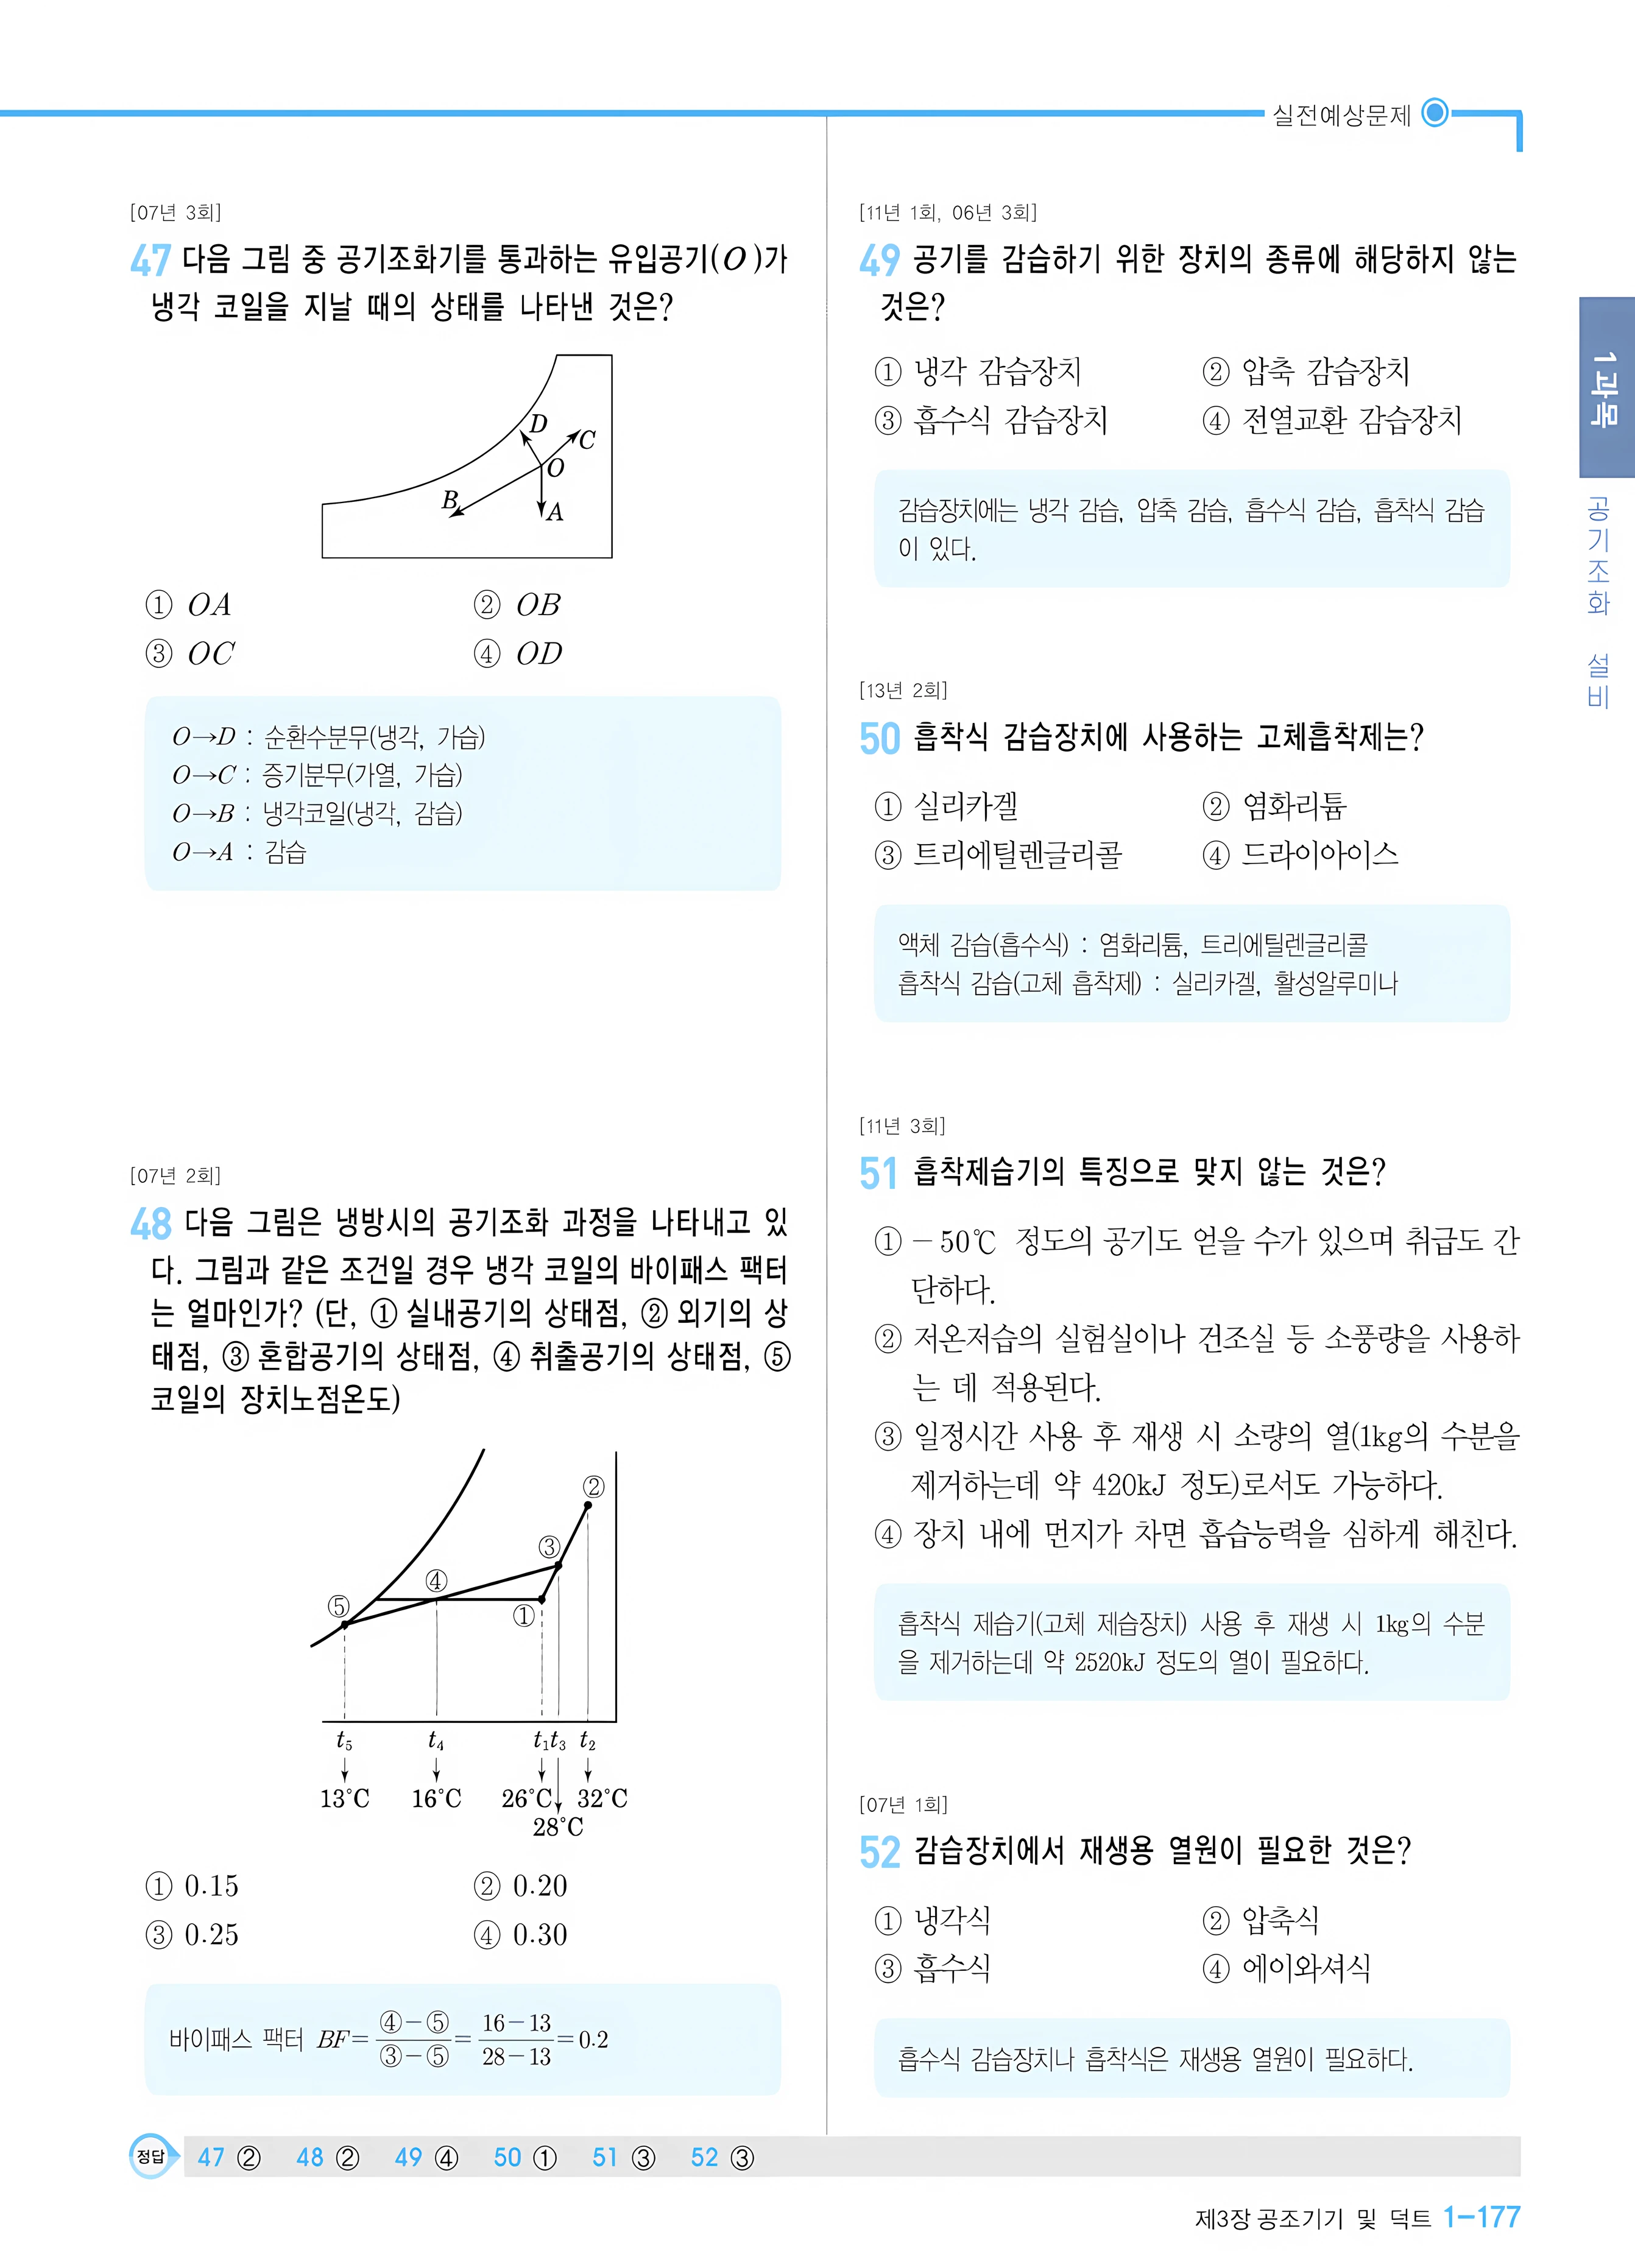 실전예상문제
[07년 3회]
47 다음 그림 중 공기조화기를 통과하는 유입공기(O)가
냉각 코일을 지날 때의 상태를 나타낸 것은?
D
C
O
B
A
① OA ② OB
③ OC ④ OD
O→D : 순환수분무(냉각, 가습)
O→C : 증기분무(가열, 가습)
O→B : 냉각코일(냉각, 감습)
O→A : 감습
[07년 2회]
48 다음 그림은 냉방시의 공기조화 과정을 나타내고 있
다. 그림과 같은 조건일 경우 냉각 코일의 바이패스 팩터
는 얼마인가? (단, ① 실내공기의 상태점, ② 외기의 상
태점, ③ 혼합공기의 상태점, ④ 취출공기의 상태점, ⑤
코일의 장치노점온도)
②
③
④
⑤ ①
t₅ t₄ t₁ t₃ t₂
13℃ 16℃ 26℃ 32℃
28℃
① 0.15 ② 0.20
③ 0.25 ④ 0.30
바이패스 팩터 BF= (④-⑤)/(③-⑤) = (16-13)/(28-13) =0.2
[11년 1회, 06년 3회]
49 공기를 감습하기 위한 장치의 종류에 해당하지 않는
것은?
① 냉각 감습장치 ② 압축 감습장치
③ 흡수식 감습장치 ④ 전열교환 감습장치
감습장치에는 냉각 감습, 압축 감습, 흡수식 감습, 흡착식 감습
이 있다.
[13년 2회]
50 흡착식 감습장치에 사용하는 고체흡착제는?
① 실리카겔 ② 염화리튬
③ 트리에틸렌글리콜 ④ 드라이아이스
액체 감습(흡수식) : 염화리튬, 트리에틸렌글리콜
흡착식 감습(고체 흡착제) : 실리카겔, 활성알루미나
[11년 3회]
51 흡착제습기의 특징으로 맞지 않는 것은?
① -50℃ 정도의 공기도 얻을 수가 있으며 취급도 간
단하다.
② 저온저습의 실험실이나 건조실 등 소풍량을 사용하
는 데 적용된다.
③ 일정시간 사용 후 재생 시 소량의 열(1kg의 수분을
제거하는데 약 420kJ 정도)로서도 가능하다.
④ 장치 내에 먼지가 차면 흡습능력을 심하게 해친다.
흡착식 제습기(고체 제습장치) 사용 후 재생 시 1kg의 수분
을 제거하는데 약 2520kJ 정도의 열이 필요하다.
[07년 1회]
52 감습장치에서 재생용 열원이 필요한 것은?
① 냉각식 ② 압축식
③ 흡수식 ④ 에이와셔식
흡수식 감습장치나 흡착식은 재생용 열원이 필요하다.
1과목
공기조화 설비
정답 47 ② 48 ② 49 ④ 50 ① 51 ③ 52 ③
제3장 공조기기 및 덕트 1-177